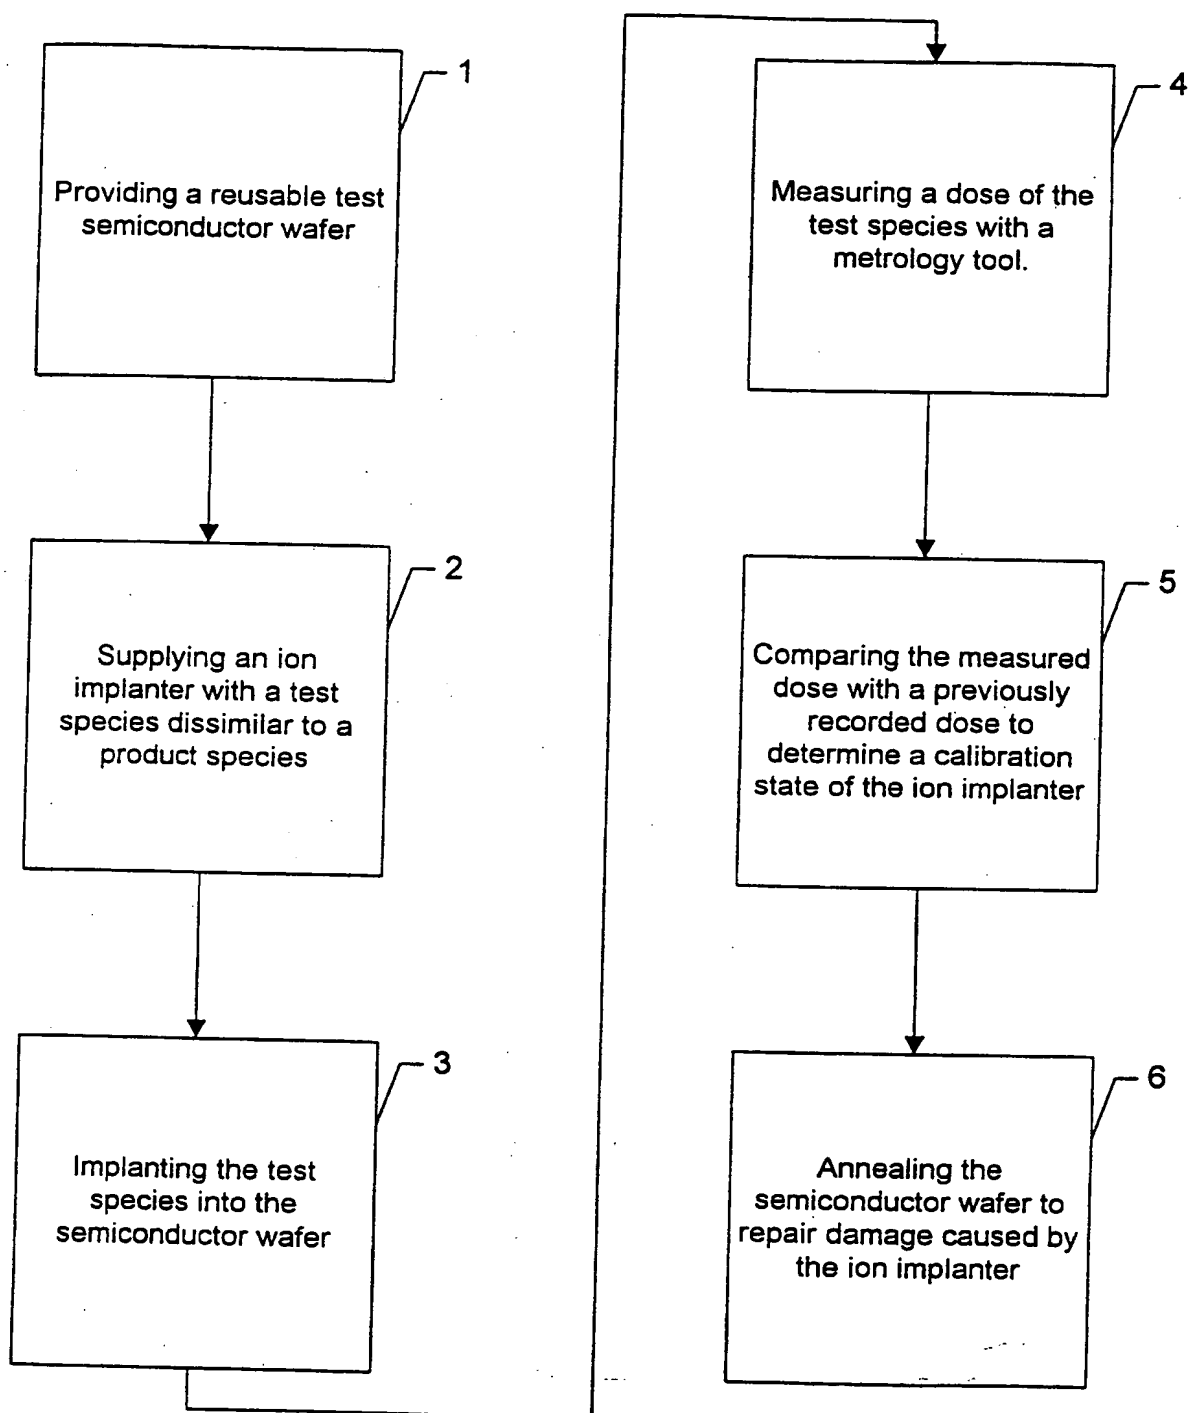 1
Providing a reusable test
semiconductor wafer
2
Supplying an ion
implanter with a test
species dissimilar to a
product species
3
Implanting the test
species into the
semiconductor wafer
4
Measuring a dose of the
test species with a
metrology tool.
5
Comparing the measured
dose with a previously
recorded dose to
determine a calibration
state of the ion implanter
6
Annealing the
semiconductor wafer to
repair damage caused by
the ion implanter